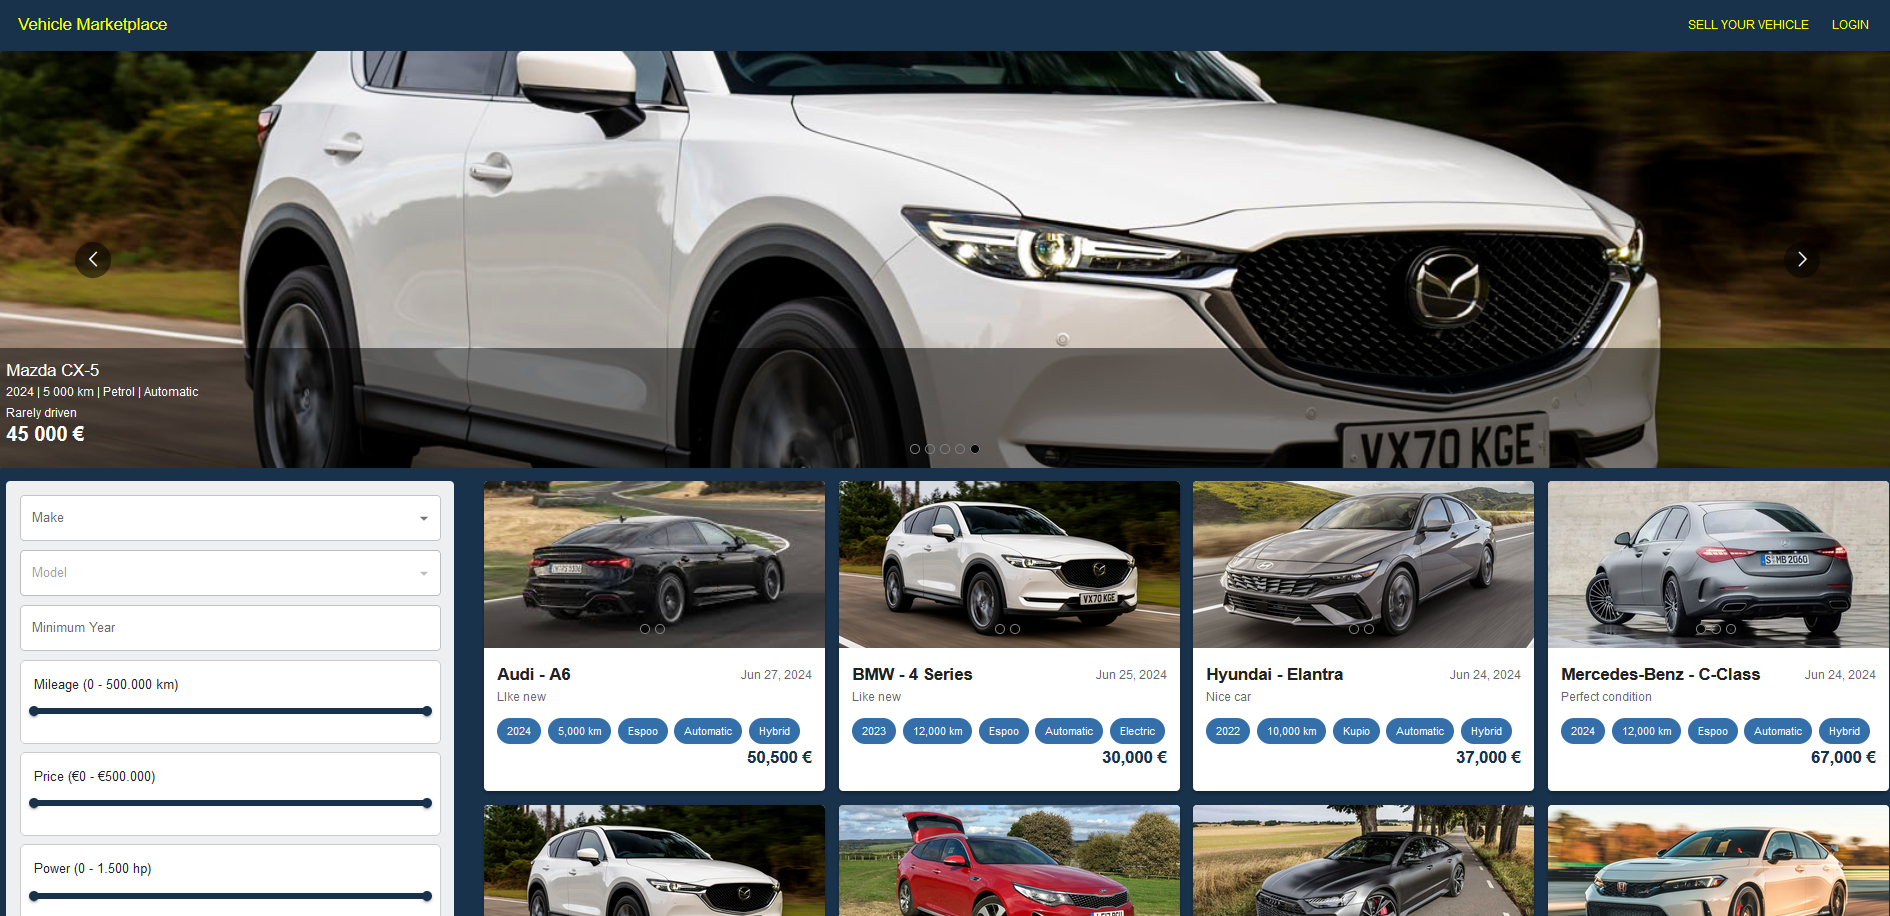 Vehicle Marketplace
SELL YOUR VEHICLE
LOGIN
Mazda CX-5
2024 | 5 000 km | Petrol | Automatic
Rarely driven
45 000 €
VX70 KGE
Make
Model
Minimum Year
Mileage (0 - 500.000 km)
Price (€0 - €500.000)
Power (0 - 1.500 hp)
Audi - A6
Jun 27, 2024
LIke new
2024
5,000 km
Espoo
Automatic
Hybrid
50,500 €
VX70 KGE
BMW - 4 Series
Jun 25, 2024
LIke new
2023
12,000 km
Espoo
Automatic
Electric
30,000 €
Hyundai - Elantra
Jun 24, 2024
Nice car
2022
10,000 km
Kupio
Automatic
Hybrid
37,000 €
S MB 2060
Mercedes-Benz - C-Class
Jun 24, 2024
Perfect condition
2024
12,000 km
Espoo
Automatic
Hybrid
67,000 €